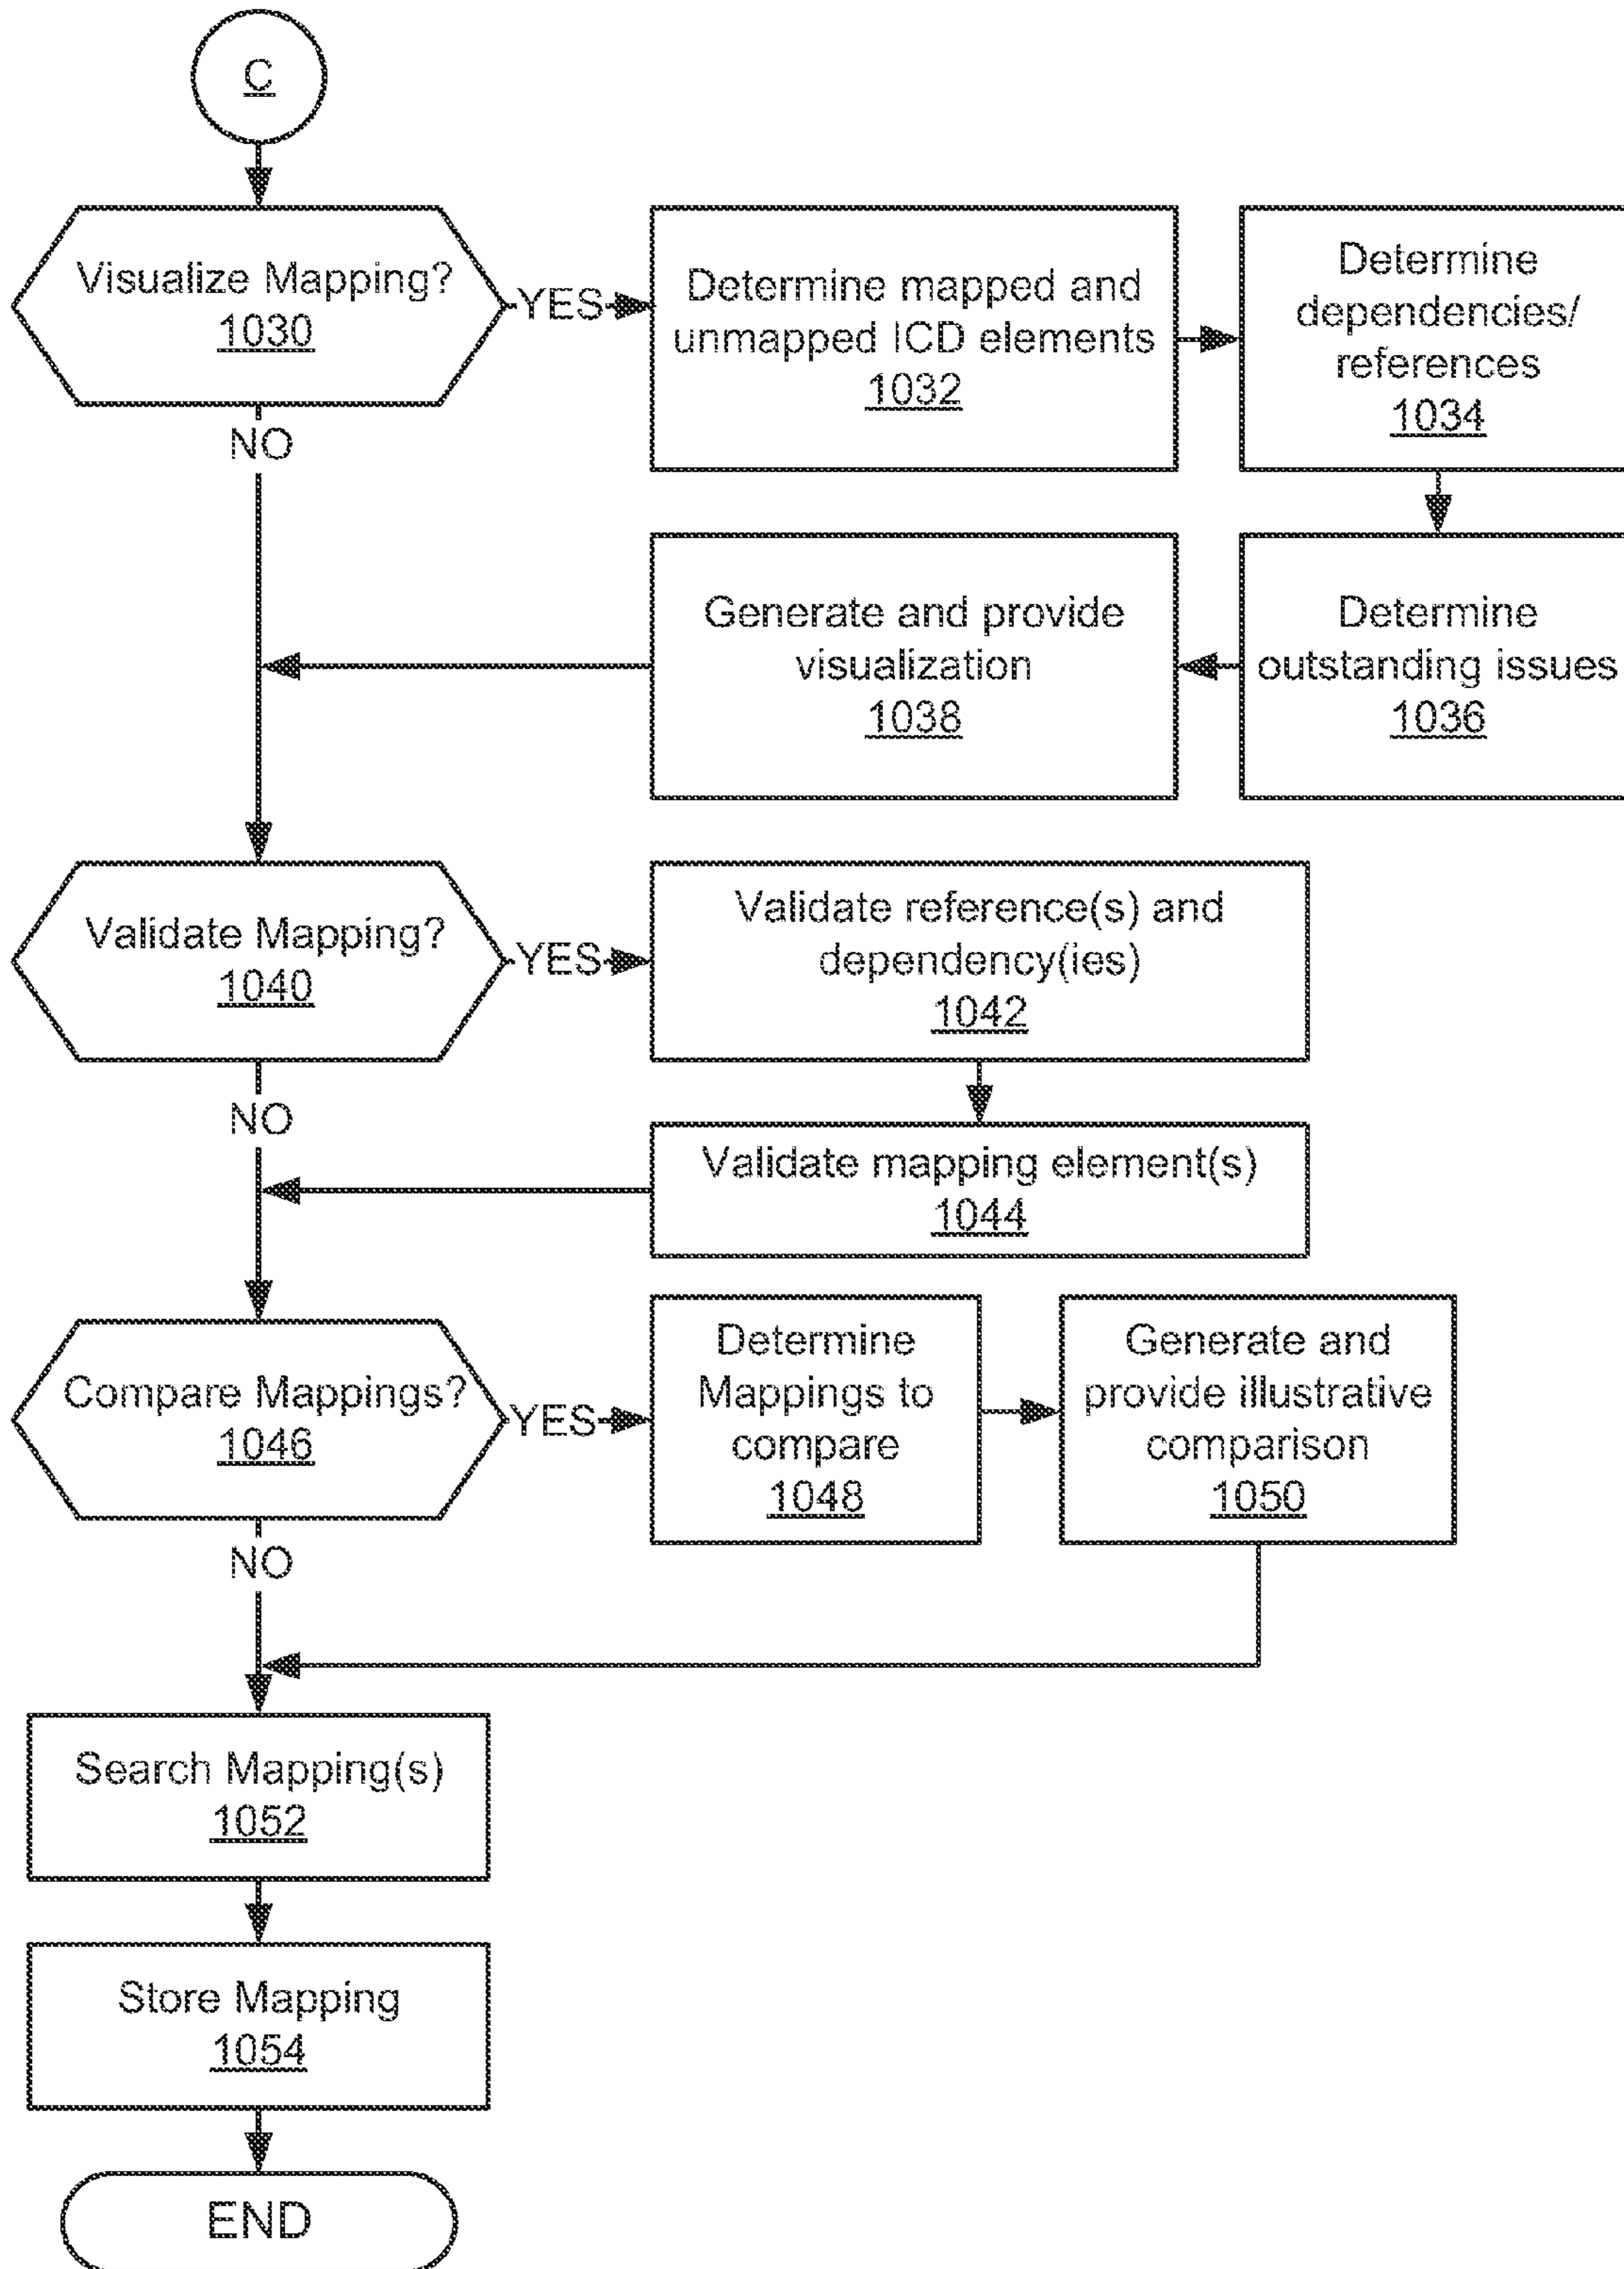 C
Visualize Mapping?
1030
YES
NO
Determine mapped and
unmapped ICD elements
1032
Determine
dependencies/
references
1034
Generate and provide
visualization
1038
Determine
outstanding issues
1036
Validate Mapping?
1040
YES
NO
Validate reference(s) and
dependency(ies)
1042
Validate mapping element(s)
1044
Compare Mappings?
1046
YES
NO
Determine
Mappings to
compare
1048
Generate and
provide illustrative
comparison
1050
Search Mapping(s)
1052
Store Mapping
1054
END